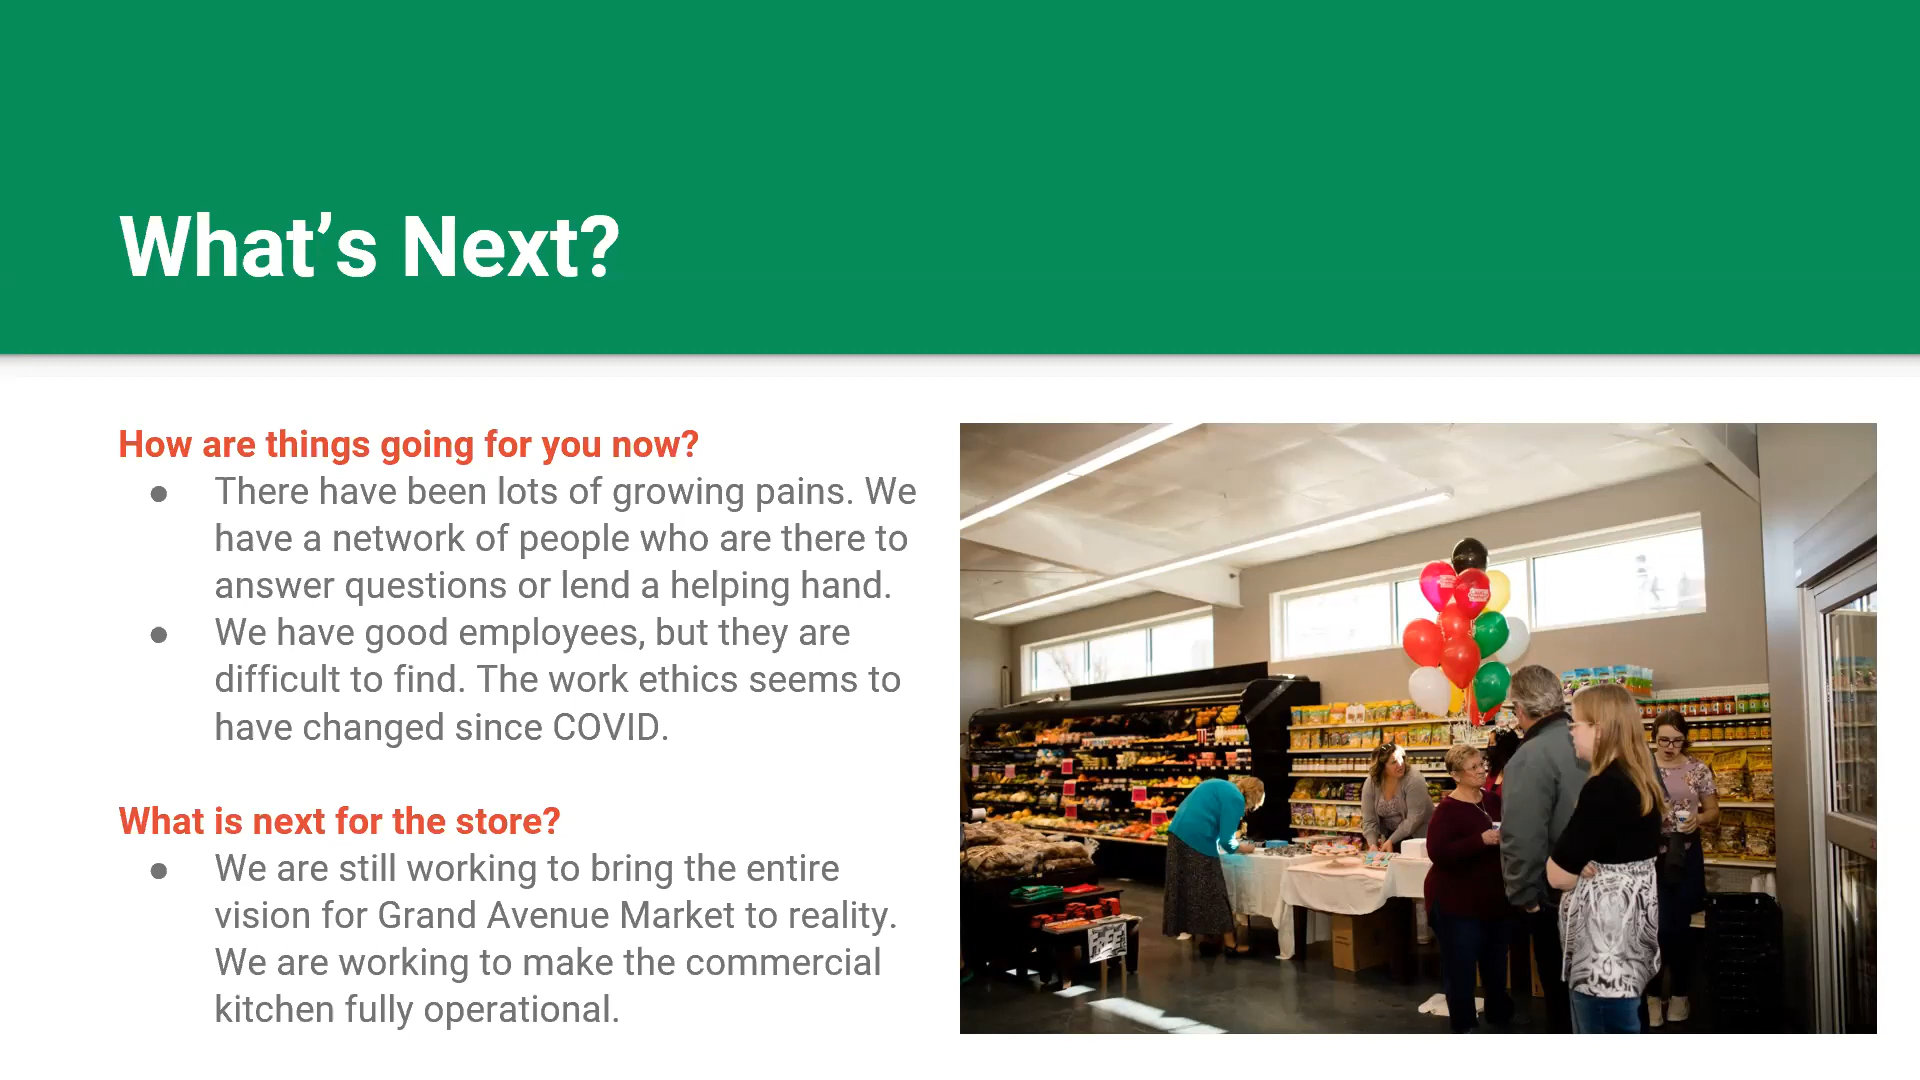 What’s Next?
How are things going for you now?
● There have been lots of growing pains. We
have a network of people who are there to
answer questions or lend a helping hand.
● We have good employees, but they are
difficult to find. The work ethics seems to
have changed since COVID.
What is next for the store?
● We are still working to bring the entire
vision for Grand Avenue Market to reality.
We are working to make the commercial
kitchen fully operational.
FREE